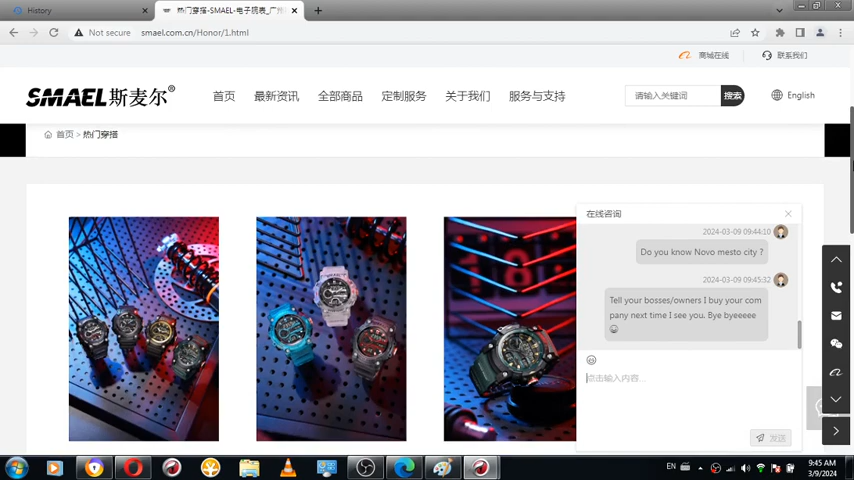 History
热门穿搭-SMAEL-电子腕表_广州
Not secure
smael.com.cn/Honor/1.html
商城在线
联系我们
SMAEL斯麦尔®
首页
最新资讯
全部商品
定制服务
关于我们
服务与支持
请输入关键词
搜索
English
首页 > 热门穿搭
在线咨询
2024-03-09 09:44:10
Do you know Novo mesto city ?
2024-03-09 09:45:32
Tell your bosses/owners I buy your com
pany next time I see you. Bye byeeeee
点击输入内容...
发送
EN
9:45 AM
3/9/2024